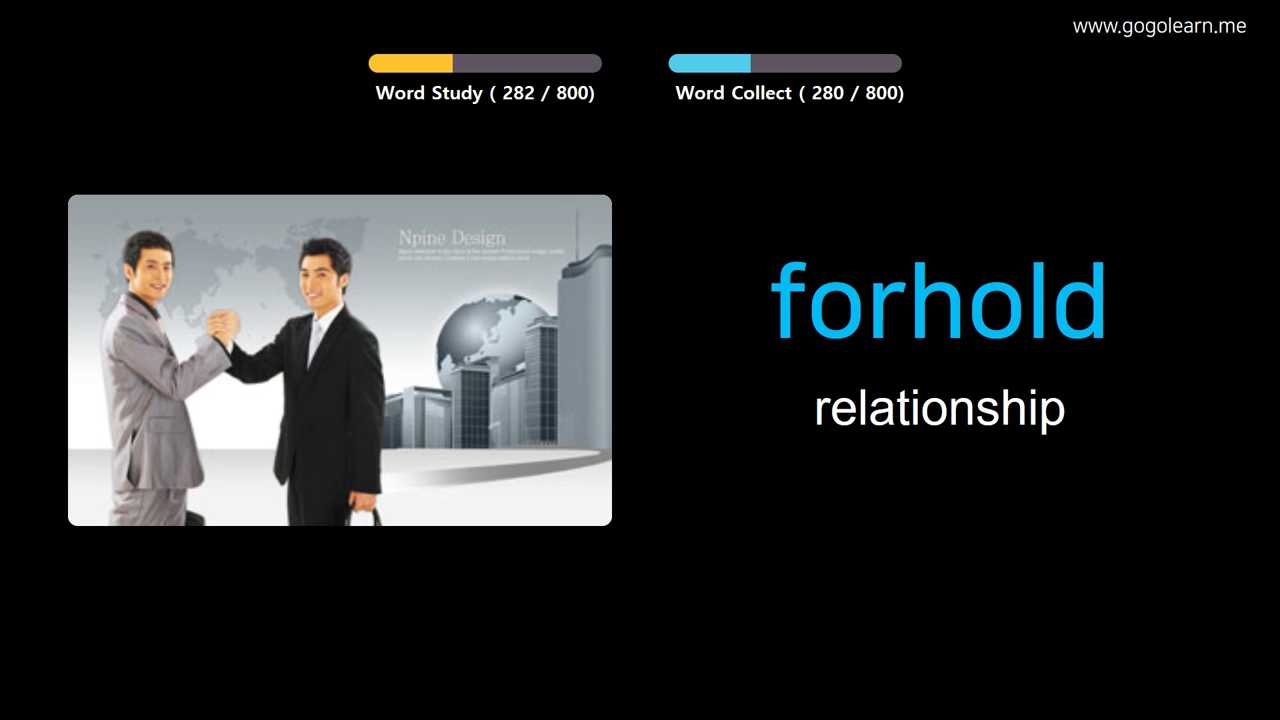 www.gogolearn.me
Word Study ( 282 / 800)
Word Collect ( 280 / 800)
Npine Design
forhold
relationship